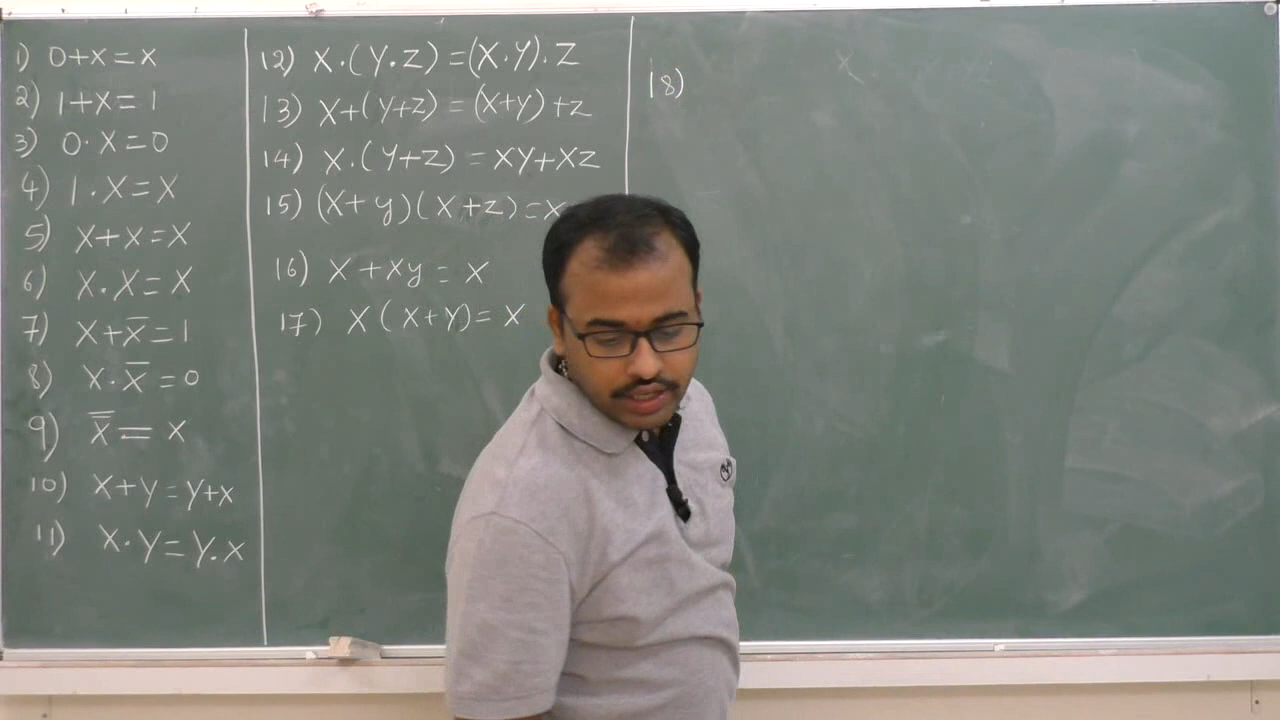 1) 0+x=x
2) 1+x=1
3) 0·X=0
4) 1·X=X
5) X+x=X
6) X·X=X
7) X+x̅=1
8) X·x̅=0
9) x̿=x
10) X+y=y+x
11) X·y=y.x
12) X·(Y·Z)=(X·Y).Z
13) X+(Y+Z)=(X+Y)+Z
14) X.(Y+Z)=XY+XZ
15) (X+y)(X+Z)=X
16) X+Xy=X
17) X(X+Y)=X
18)